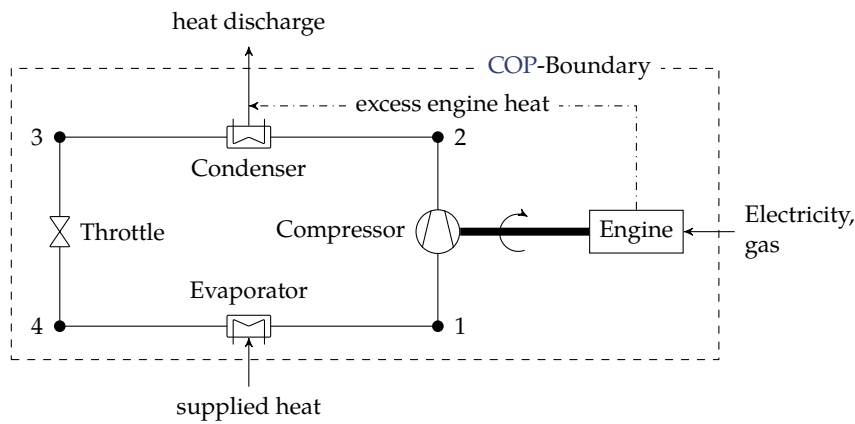 heat discharge
COP-Boundary
excess engine heat
3
2
Condenser
Throttle
Compressor
Engine
Electricity,
gas
Evaporator
4
1
supplied heat